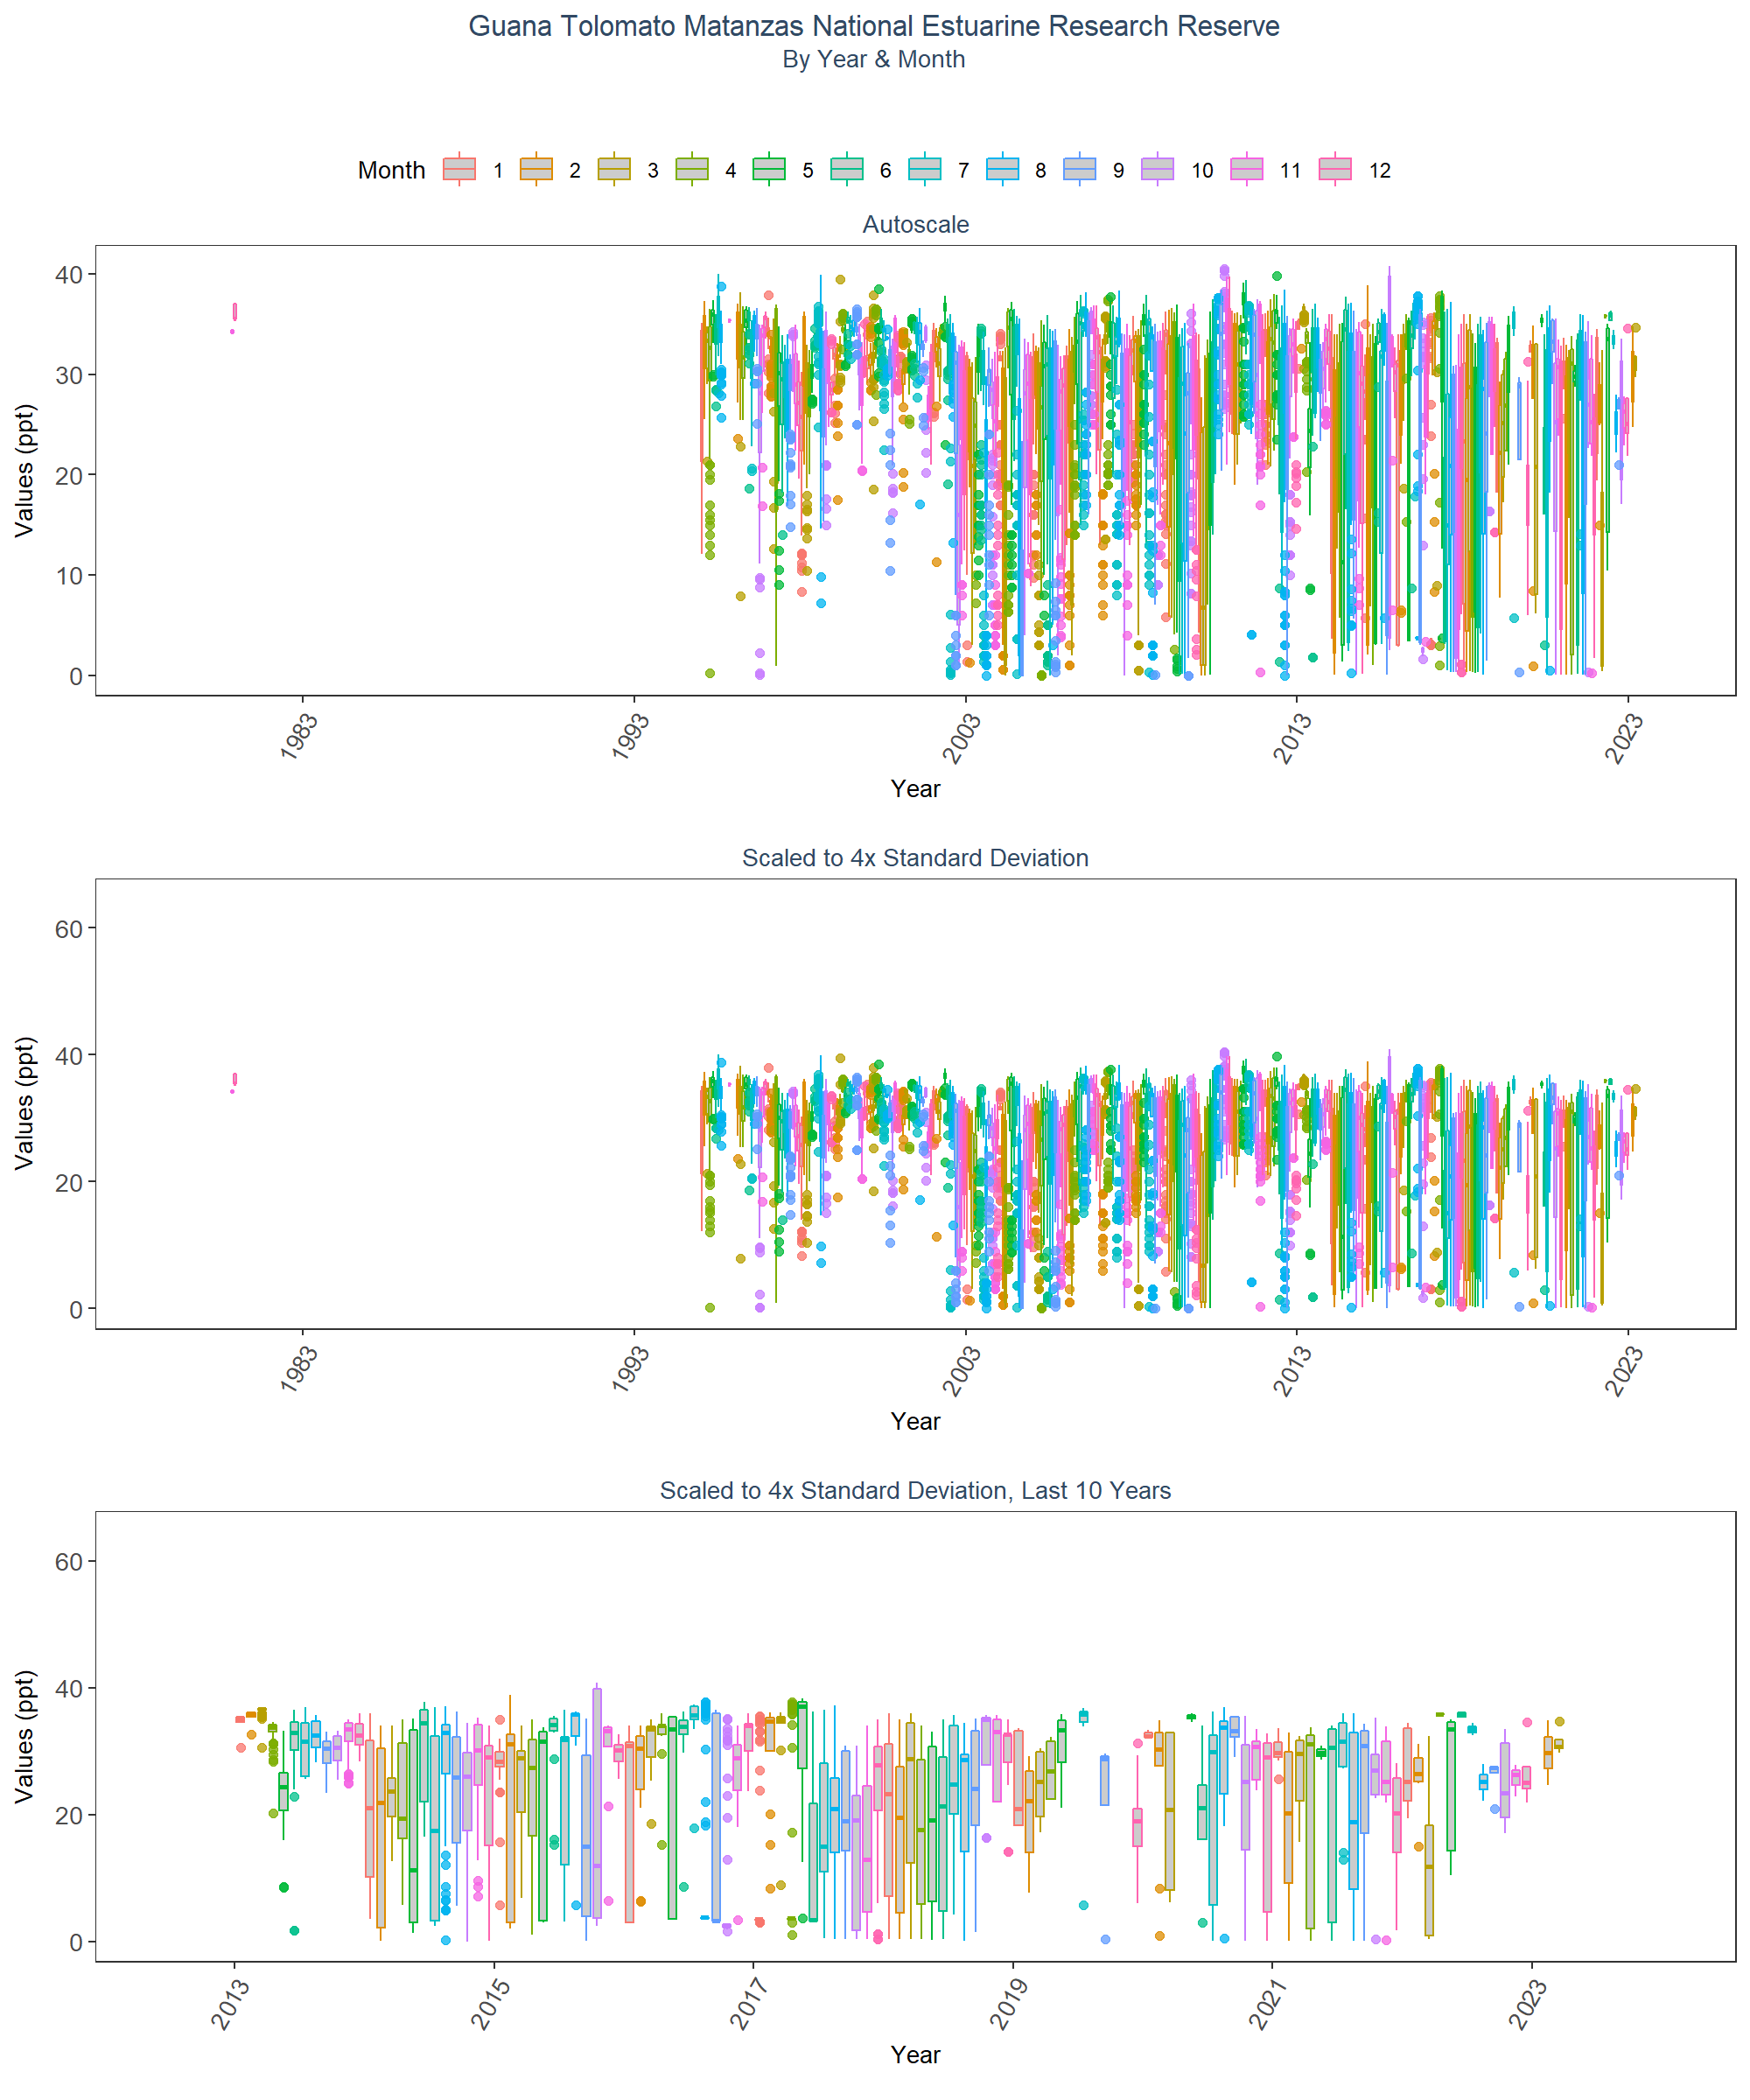 Guana Tolomato Matanzas National Estuarine Research Reserve
By Year & Month
Month 1 2 3 4 5 6 7 8 9 10 11 12
Autoscale
40
30
20
10
0
Values (ppt)
1983 1993 2003 2013 2023
Year
Scaled to 4x Standard Deviation
60
40
20
0
Values (ppt)
1983 1993 2003 2013 2023
Year
Scaled to 4x Standard Deviation, Last 10 Years
60
40
20
0
Values (ppt)
2013 2015 2017 2019 2021 2023
Year